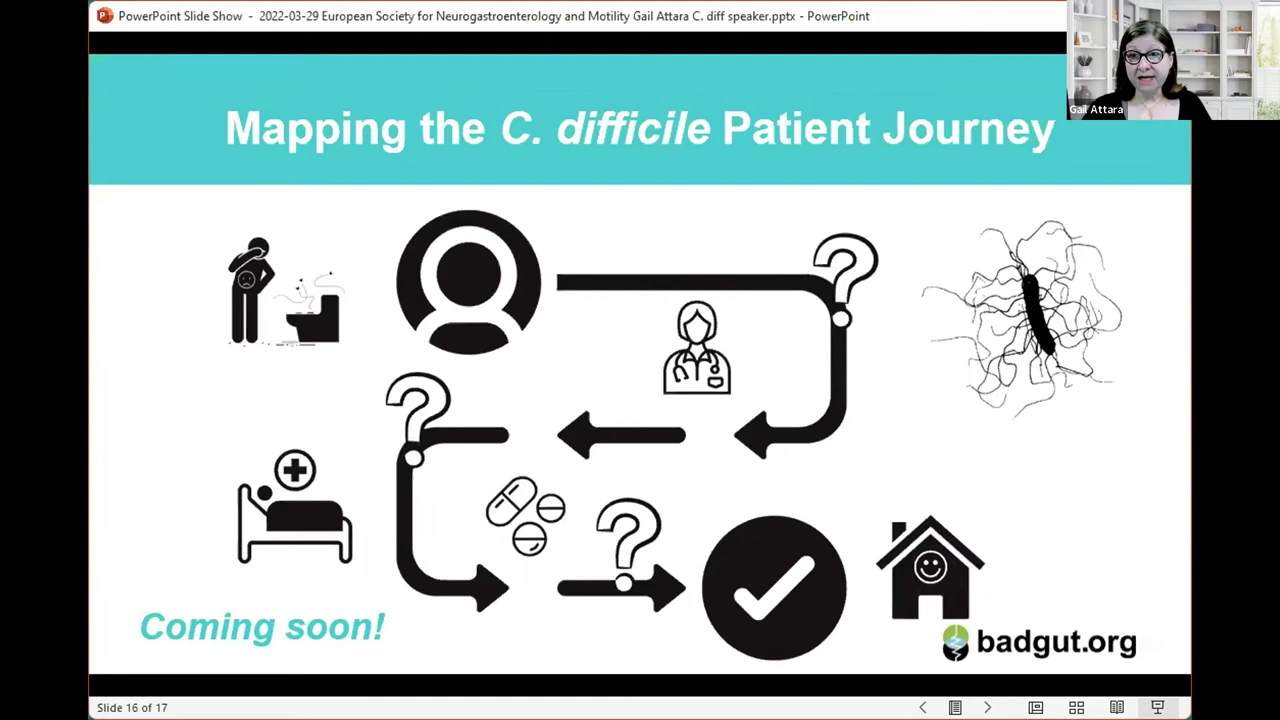 PowerPoint Slide Show - 2022-03-29 European Society for Neurogastroenterology and Motility Gail Attara C. diff speaker.pptx - PowerPoint
Gail Attara
Mapping the C. difficile Patient Journey
?
?
?
Coming soon!
badgut.org
Slide 16 of 17